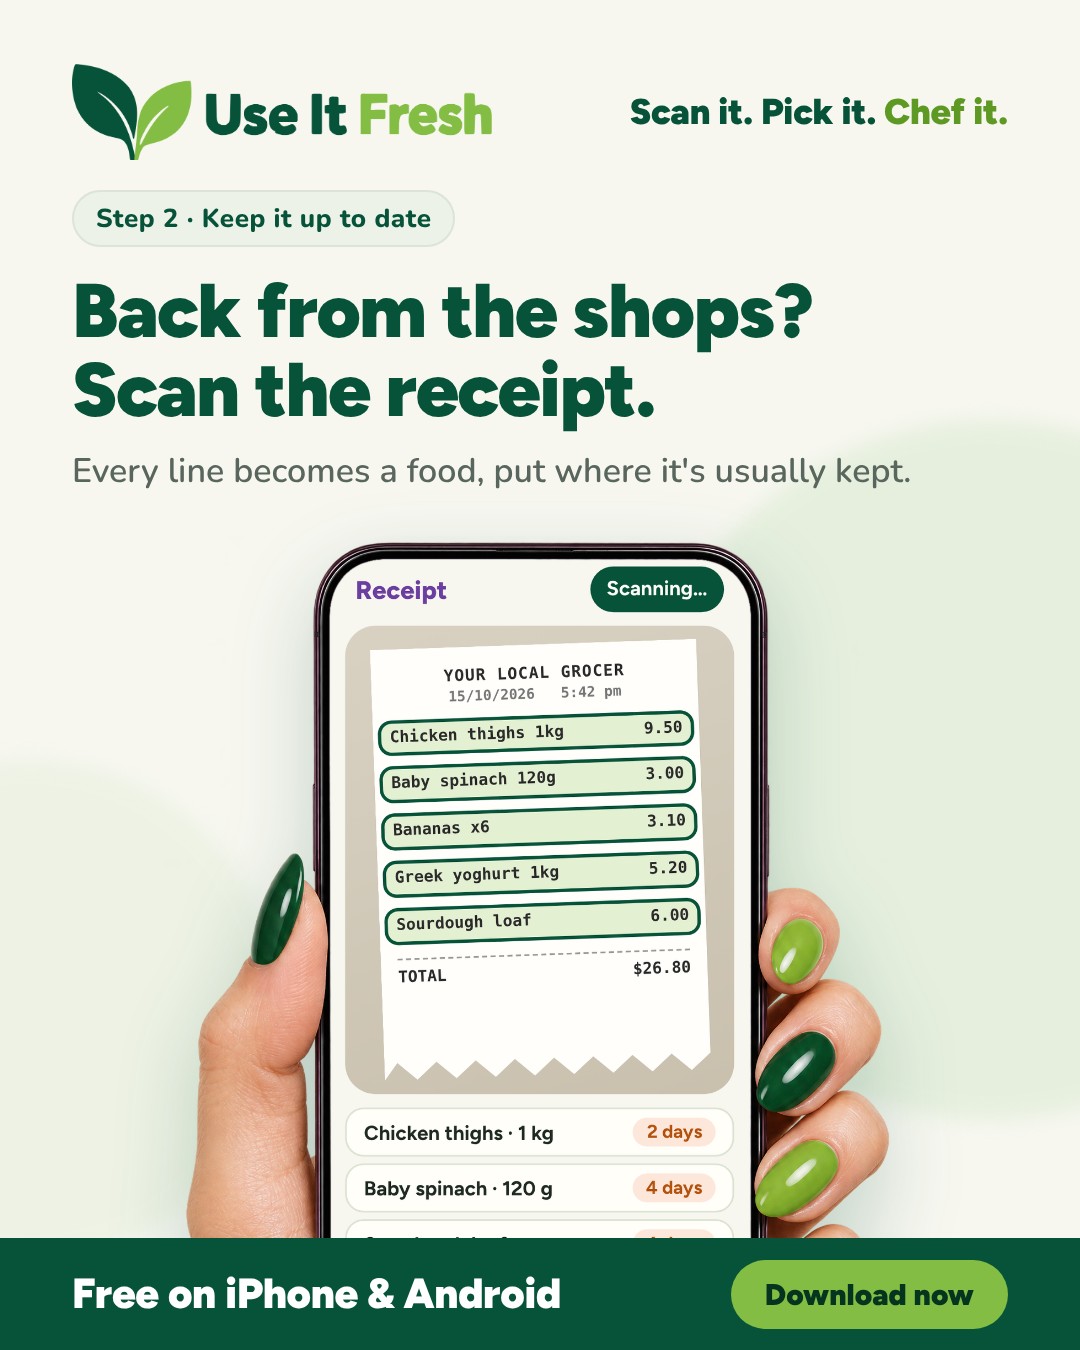 Use It Fresh
Scan it. Pick it. Chef it.
Step 2 · Keep it up to date
Back from the shops?
Scan the receipt.
Every line becomes a food, put where it's usually kept.
Receipt
Scanning...
YOUR LOCAL GROCER
15/10/2026 5:42 pm
Chicken thighs 1kg 9.50
Baby spinach 120g 3.00
Bananas x6 3.10
Greek yoghurt 1kg 5.20
Sourdough loaf 6.00
TOTAL $26.80
Chicken thighs · 1 kg 2 days
Baby spinach · 120 g 4 days
Free on iPhone & Android
Download now